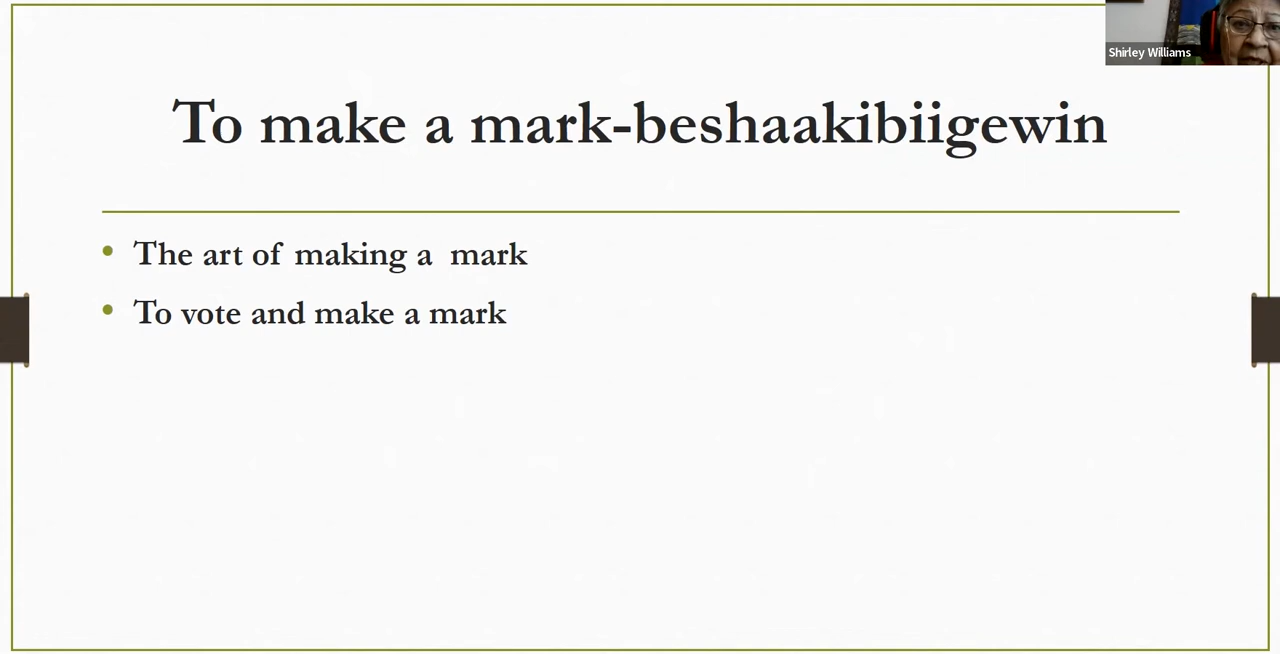 Shirley Williams
To make a mark-beshaakibiigewin
The art of making a mark
To vote and make a mark